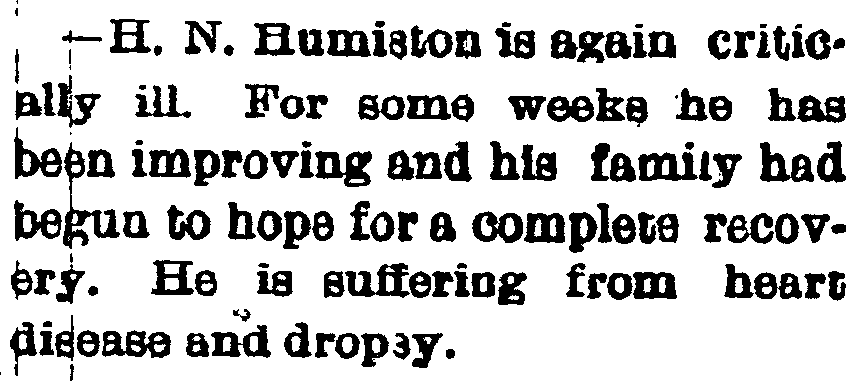 —H. N. Humiston is again critic-
ally ill. For some weeks he has
been improving and his family had
begun to hope for a complete recov-
ery. He is suffering from heart
disease and dropsy.